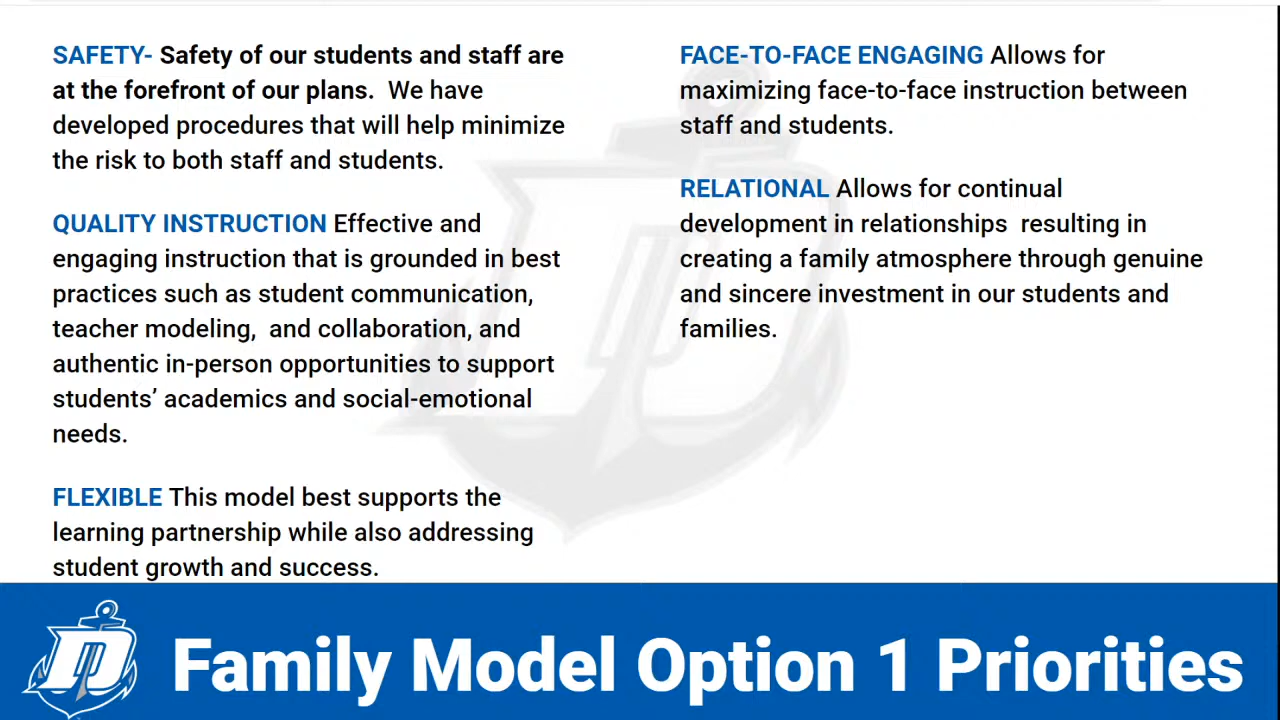 SAFETY- Safety of our students and staff are
at the forefront of our plans.  We have
developed procedures that will help minimize
the risk to both staff and students.
QUALITY INSTRUCTION Effective and
engaging instruction that is grounded in best
practices such as student communication,
teacher modeling,  and collaboration, and
authentic in-person opportunities to support
students’ academics and social-emotional
needs.
FLEXIBLE This model best supports the
learning partnership while also addressing
student growth and success.
FACE-TO-FACE ENGAGING Allows for
maximizing face-to-face instruction between
staff and students.
RELATIONAL Allows for continual
development in relationships  resulting in
creating a family atmosphere through genuine
and sincere investment in our students and
families.
Family Model Option 1 Priorities